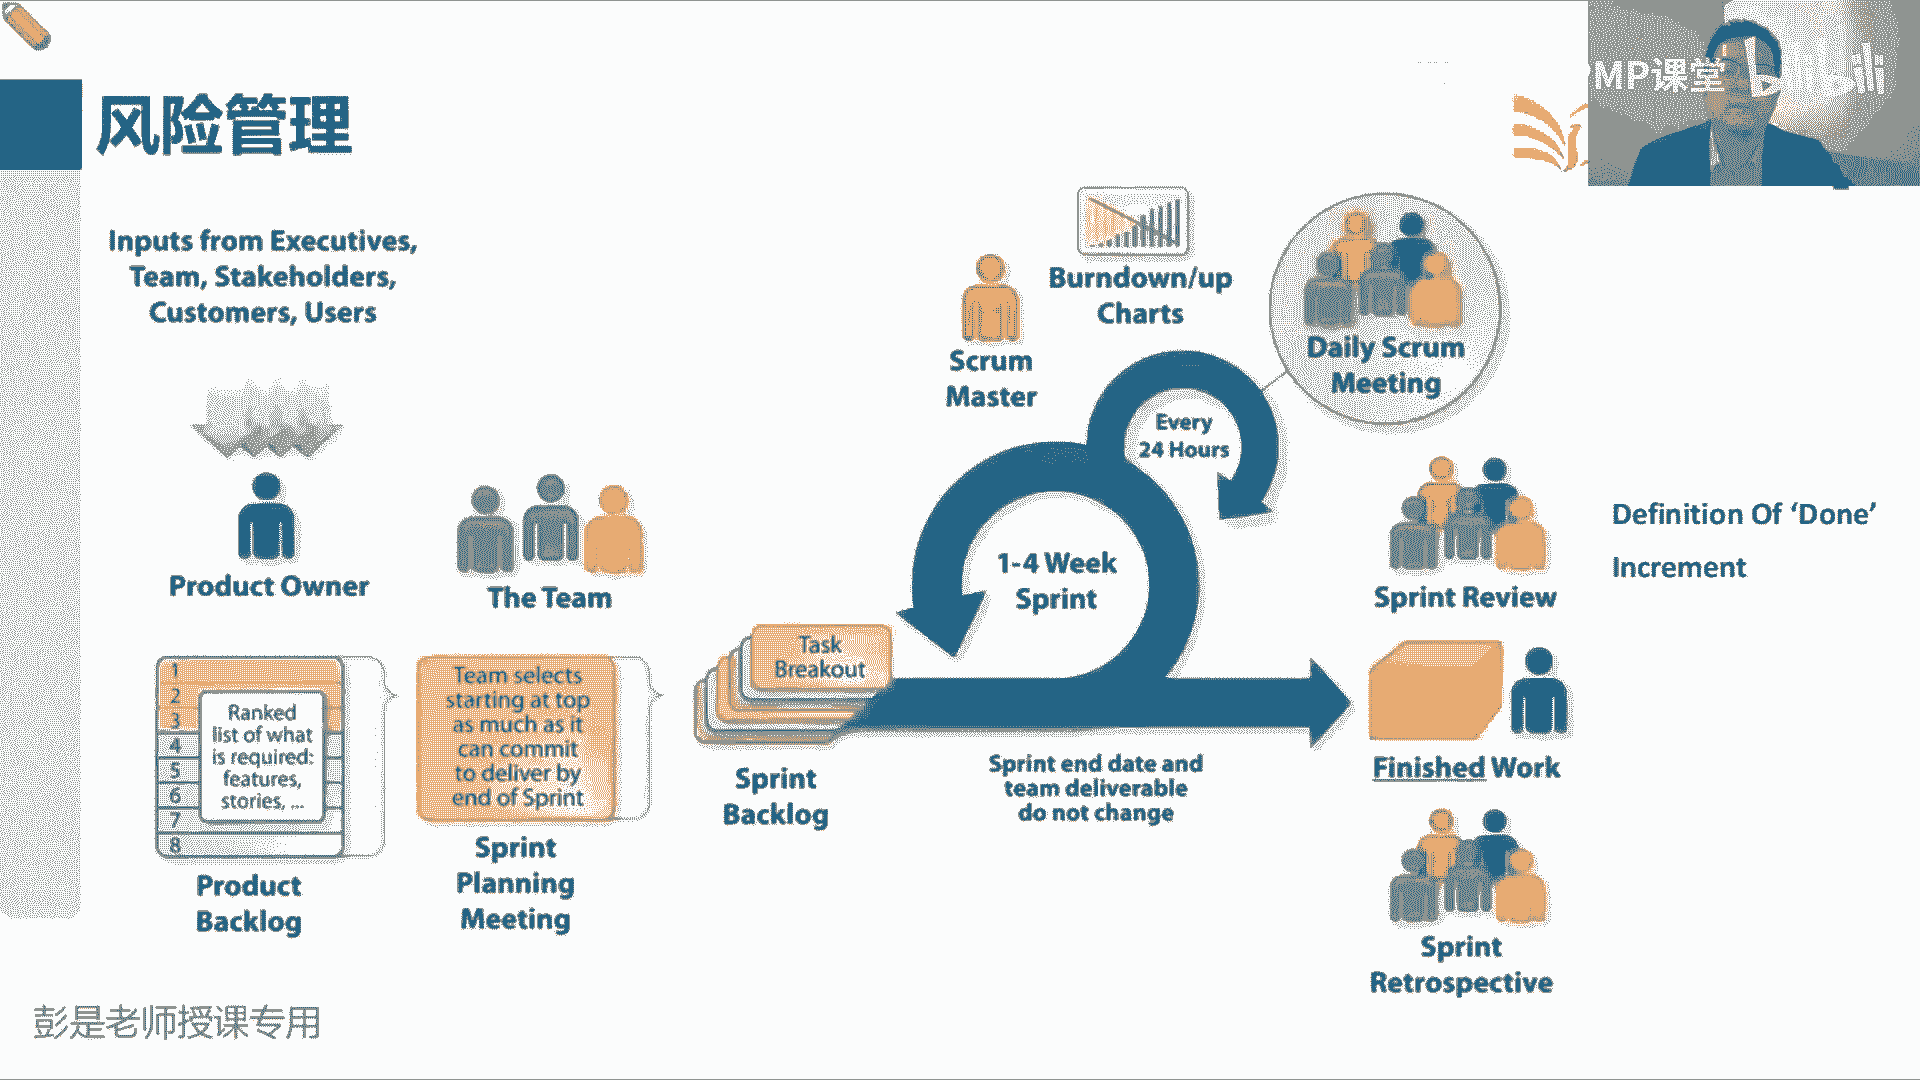 PMP课堂 bilibili
风险管理
Inputs from Executives,
Team, Stakeholders,
Customers, Users
Product Owner
The Team
1
2
3
4
5
6
7
8
Ranked
list of what
is required:
features,
stories, ...
Product
Backlog
Team selects
starting at top
as much as it
can commit
to deliver by
end of Sprint
Sprint
Planning
Meeting
Task
Breakout
Sprint
Backlog
Scrum
Master
Burndown/up
Charts
Every
24 Hours
1-4 Week
Sprint
Sprint end date and
team deliverable
do not change
Daily Scrum
Meeting
Sprint Review
Finished Work
Sprint
Retrospective
Definition Of ‘Done’
Increment
彭是老师授课专用